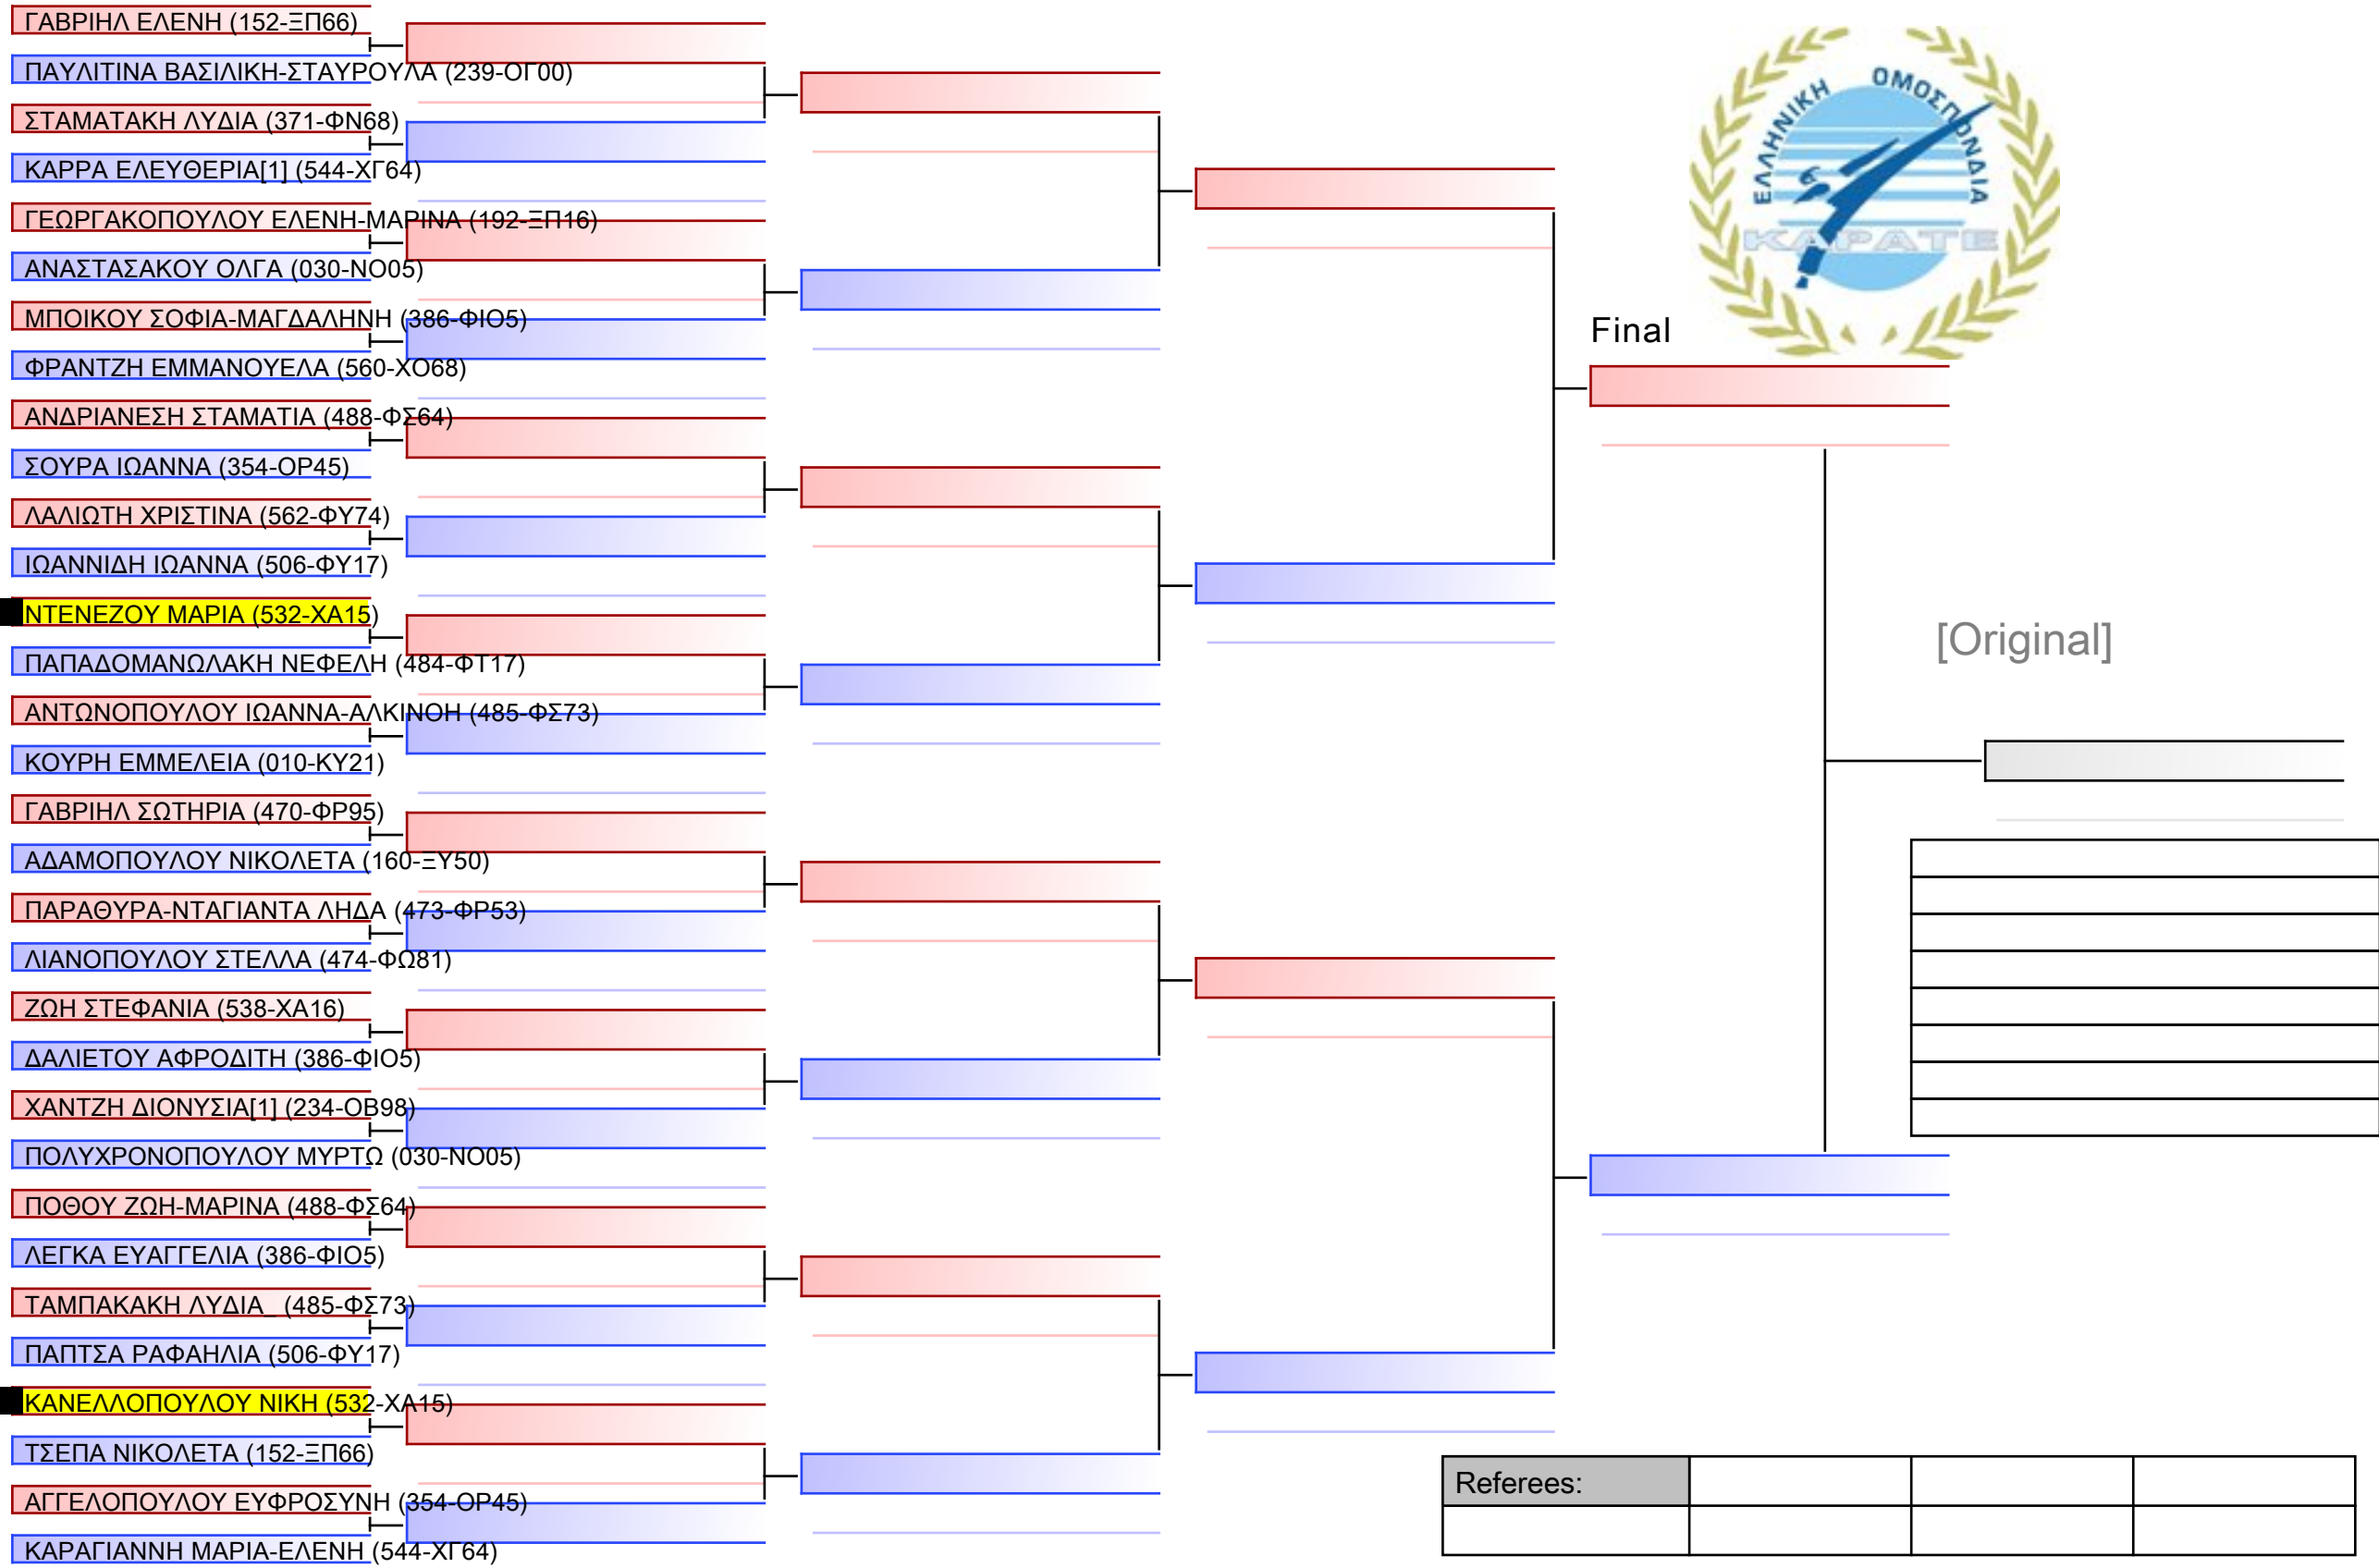 ΓΑΒΡΙΗΛ ΕΛΕΝΗ (152-ΞΠ66)
ΠΑΥΛΙΤΙΝΑ ΒΑΣΙΛΙΚΗ-ΣΤΑΥΡΟΥΛΑ (239-ΟΓ00)
ΣΤΑΜΑΤΑΚΗ ΛΥΔΙΑ (371-ΦΝ68)
ΚΑΡΡΑ ΕΛΕΥΘΕΡΙΑ[1] (544-ΧΓ64)
ΓΕΩΡΓΑΚΟΠΟΥΛΟΥ ΕΛΕΝΗ-ΜΑΡΙΝΑ (192-ΞΠ16)
ΑΝΑΣΤΑΣΑΚΟΥ ΟΛΓΑ (030-ΝΟ05)
ΜΠΟΙΚΟΥ ΣΟΦΙΑ-ΜΑΓΔΑΛΗΝΗ (386-ΦΙΟ5)
ΦΡΑΝΤΖΗ ΕΜΜΑΝΟΥΕΛΑ (560-ΧΟ68)
ΑΝΔΡΙΑΝΕΣΗ ΣΤΑΜΑΤΙΑ (488-ΦΣ64)
ΣΟΥΡΑ ΙΩΑΝΝΑ (354-ΟΡ45)
ΛΑΛΙΩΤΗ ΧΡΙΣΤΙΝΑ (562-ΦΥ74)
ΙΩΑΝΝΙΔΗ ΙΩΑΝΝΑ (506-ΦΥ17)
ΝΤΕΝΕΖΟΥ ΜΑΡΙΑ (532-ΧΑ15)
ΠΑΠΑΔΟΜΑΝΩΛΑΚΗ ΝΕΦΕΛΗ (484-ΦΤ17)
ΑΝΤΩΝΟΠΟΥΛΟΥ ΙΩΑΝΝΑ-ΑΛΚΙΝΟΗ (485-ΦΣ73)
ΚΟΥΡΗ ΕΜΜΕΛΕΙΑ (010-ΚΥ21)
ΓΑΒΡΙΗΛ ΣΩΤΗΡΙΑ (470-ΦΡ95)
ΑΔΑΜΟΠΟΥΛΟΥ ΝΙΚΟΛΕΤΑ (160-ΞΥ50)
ΠΑΡΑΘΥΡΑ-ΝΤΑΓΙΑΝΤΑ ΛΗΔΑ (473-ΦΡ53)
ΛΙΑΝΟΠΟΥΛΟΥ ΣΤΕΛΛΑ (474-ΦΩ81)
ΖΩΗ ΣΤΕΦΑΝΙΑ (538-ΧΑ16)
ΔΑΛΙΕΤΟΥ ΑΦΡΟΔΙΤΗ (386-ΦΙΟ5)
ΧΑΝΤΖΗ ΔΙΟΝΥΣΙΑ[1] (234-ΟΒ98)
ΠΟΛΥΧΡΟΝΟΠΟΥΛΟΥ ΜΥΡΤΩ (030-ΝΟ05)
ΠΟΘΟΥ ΖΩΗ-ΜΑΡΙΝΑ (488-ΦΣ64)
ΛΕΓΚΑ ΕΥΑΓΓΕΛΙΑ (386-ΦΙΟ5)
ΤΑΜΠΑΚΑΚΗ ΛΥΔΙΑ_ (485-ΦΣ73)
ΠΑΠΤΣΑ ΡΑΦΑΗΛΙΑ (506-ΦΥ17)
ΚΑΝΕΛΛΟΠΟΥΛΟΥ ΝΙΚΗ (532-ΧΑ15)
ΤΣΕΠΑ ΝΙΚΟΛΕΤΑ (152-ΞΠ66)
ΑΓΓΕΛΟΠΟΥΛΟΥ ΕΥΦΡΟΣΥΝΗ (354-ΟΡ45)
ΚΑΡΑΓΙΑΝΝΗ ΜΑΡΙΑ-ΕΛΕΝΗ (544-ΧΓ64)
ΕΛΛΗΝΙΚΗ ΟΜΟΣΠΟΝΔΙΑ
ΚΑΡΑΤΕ
Final
[Original]
Referees: